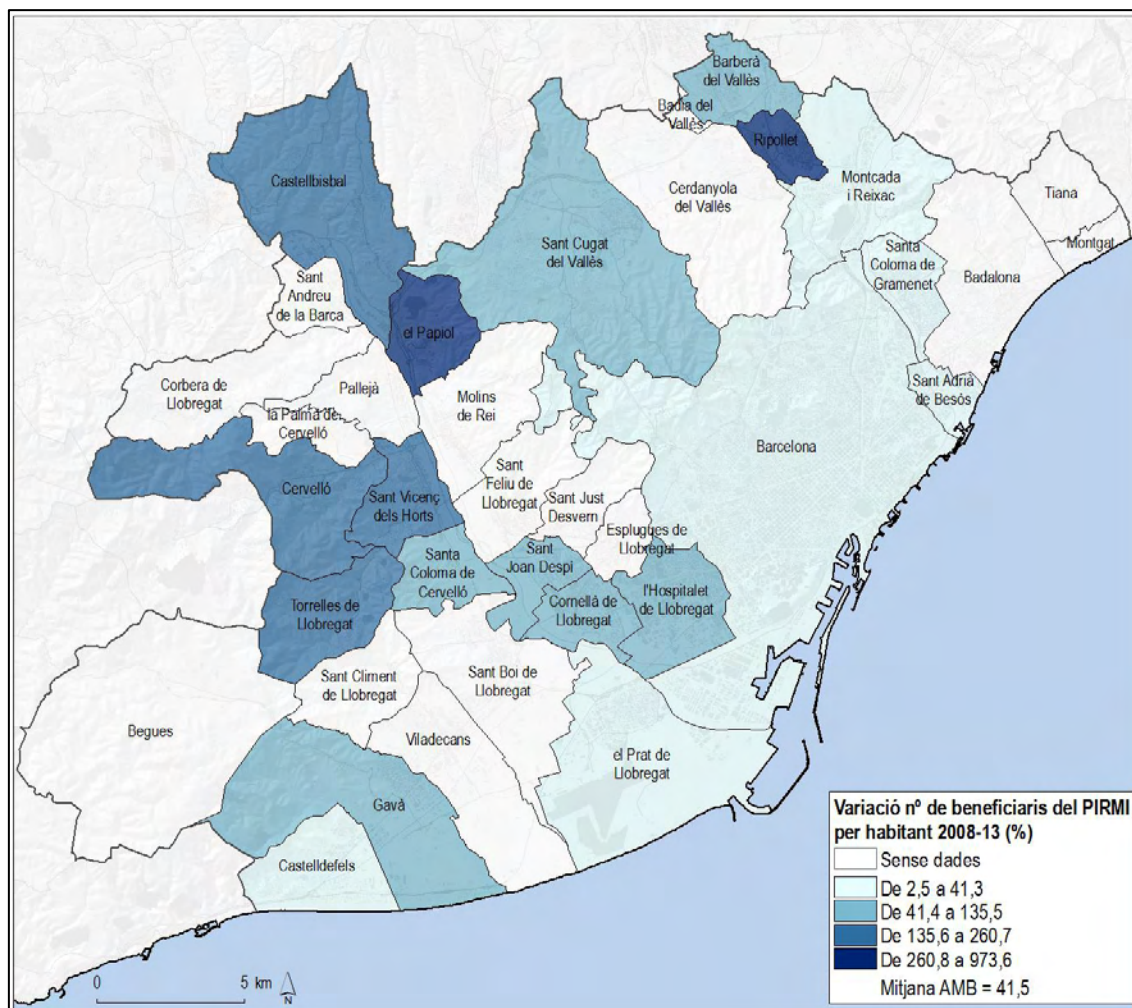 Barberà
del Vallès
Badia del
Vallès
Ripollet
Castellbisbal
Montcada
i Reixac
Cerdanyola
del Vallès
Tiana
Montgat
Sant Cugat
del Vallès
Santa
Coloma de
Gramenet
Badalona
Sant
Andreu
de la Barca
el Papiol
Corbera de
Llobregat
Pallejà
Molins
de Rei
Sant Adrià
de Besòs
la Palma de
Cervelló
Barcelona
Cervelló
Sant
Feliu de
Llobregat
Sant Vicenç
dels Horts
Sant Just
Desvern
Esplugues de
Llobregat
Santa
Coloma de
Cervelló
Sant
Joan Despí
l'Hospitalet
de Llobregat
Torrelles de
Llobregat
Cornellà de
Llobregat
Sant Climent
de Llobregat
Sant Boi de
Llobregat
Begues
Viladecans
el Prat de
Llobregat
Gavà
Castelldefels
Variació nº de beneficiaris del PIRMI
per habitant 2008-13 (%)
Sense dades
De 2,5 a 41,3
De 41,4 a 135,5
De 135,6 a 260,7
De 260,8 a 973,6
Mitjana AMB = 41,5
0 5 km
N